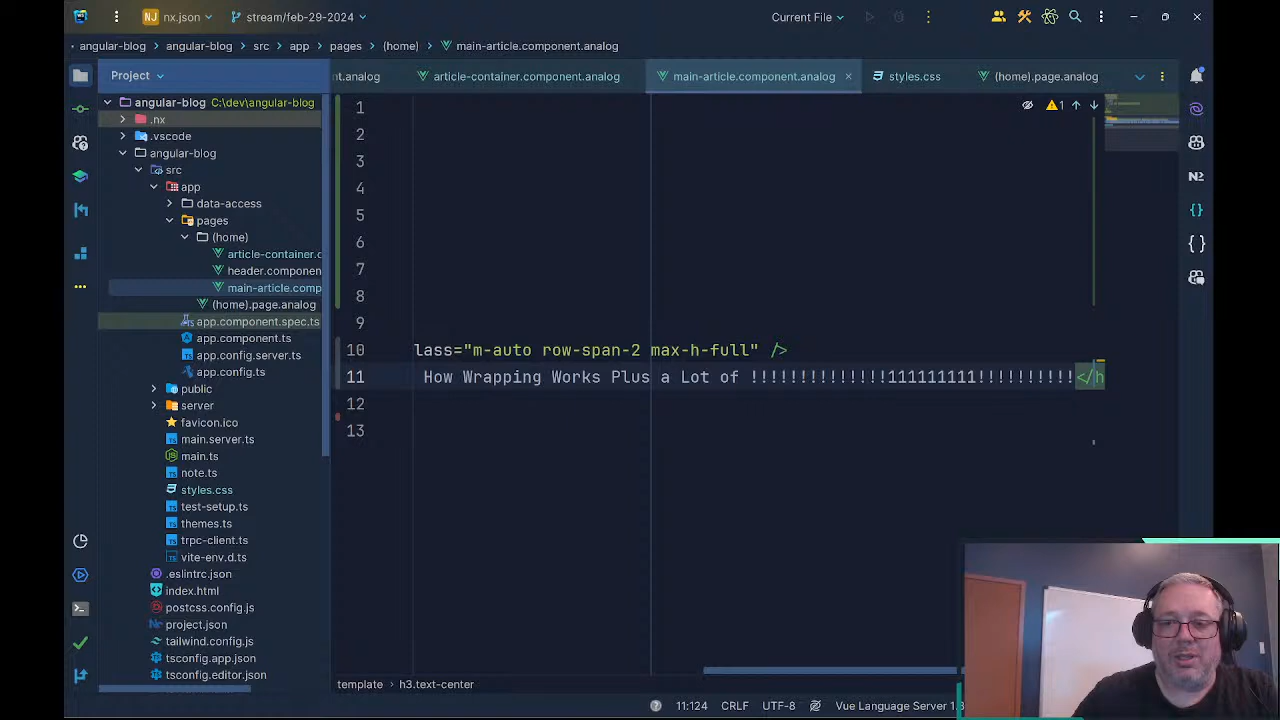 nx.json
stream/feb-29-2024
Current File
angular-blog
angular-blog
src
app
pages
(home)
main-article.component.analog
Project
nt.analog
article-container.component.analog
main-article.component.analog
styles.css
(home).page.analog
angular-blog C:\dev\angular-blog
.nx
.vscode
angular-blog
src
app
data-access
pages
(home)
article-container.c
header.component
main-article.comp
(home).page.analog
app.component.spec.ts
app.component.ts
app.config.server.ts
app.config.ts
public
server
favicon.ico
main.server.ts
main.ts
note.ts
styles.css
test-setup.ts
themes.ts
trpc-client.ts
vite-env.d.ts
.eslintrc.json
index.html
postcss.config.js
project.json
tailwind.config.js
tsconfig.app.json
tsconfig.editor.json
1
1
2
3
4
5
6
7
8
9
10 lass="m-auto row-span-2 max-h-full" />
11 How Wrapping Works Plus a Lot of !!!!!!!!!!!!!!111111111!!!!!!!!!!</h
12
13
N2
template
h3.text-center
11:124
CRLF
UTF-8
Vue Language Server 1.8